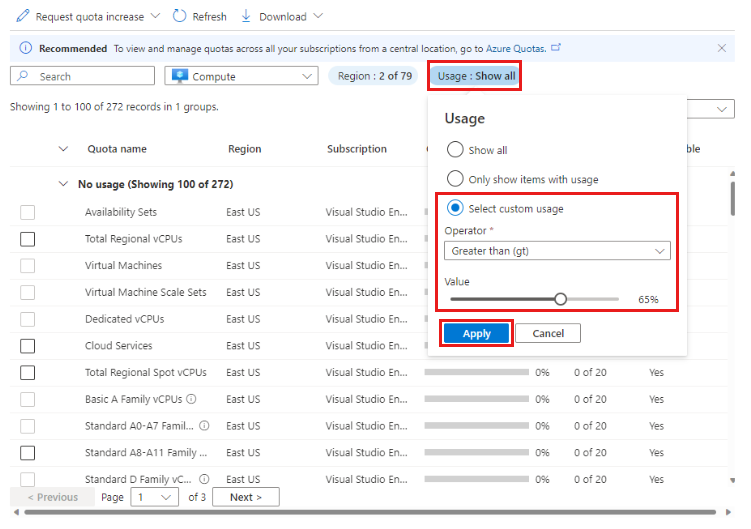 Request quota increase Refresh Download
Recommended To view and manage quotas across all your subscriptions from a central location, go to Azure Quotas.
Search Compute Region : 2 of 79 Usage : Show all
Showing 1 to 100 of 272 records in 1 groups.
Usage
Show all
Only show items with usage
Select custom usage
Operator *
Greater than (gt)
Value
65%
Apply Cancel
Quota name Region Subscription ble
No usage (Showing 100 of 272)
Availability Sets East US Visual Studio En...
Total Regional vCPUs East US Visual Studio En...
Virtual Machines East US Visual Studio En...
Virtual Machine Scale Sets East US Visual Studio En...
Dedicated vCPUs East US Visual Studio En...
Cloud Services East US Visual Studio En...
Total Regional Spot vCPUs East US Visual Studio En... 0% 0 of 20 Yes
Basic A Family vCPUs East US Visual Studio En... 0% 0 of 20 Yes
Standard A0-A7 Famil... East US Visual Studio En... 0% 0 of 20 Yes
Standard A8-A11 Family ... East US Visual Studio En... 0% 0 of 20 Yes
Standard D Family vC... East US Visual Studio En... 0% 0 of 20 Yes
< Previous Page 1 of 3 Next >